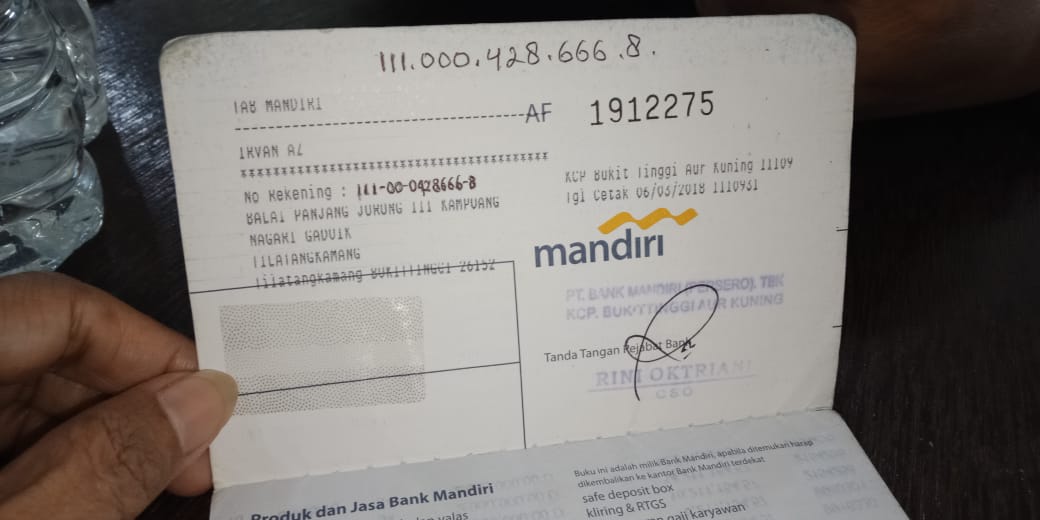 111.000.428.666.8.
TAB MANDIRI
AF 1912275
IRVAN AZ
KCP Bukit Tinggi Aur Kuning 11109
No Rekening : 111-00-0428666-8
Tgl Cetak 06/03/2018 1110931
BALAI PANJANG JORONG III KAMPUANG
NAGARI GADUIK
TILATANGKAMANG
Tilatangkamang BUKITTINGGI 26152
mandiri
PT. BANK MANDIRI (PERSERO). TBK
KCP. BUKITTINGGI AUR KUNING
Tanda Tangan Pejabat Bank
RINI OKTRIANI
CSO
Buku ini adalah milik Bank Mandiri, apabila ditemukan harap
dikembalikan ke kantor Bank Mandiri terdekat
Produk dan Jasa Bank Mandiri
safe deposit box
kliring & RTGS
valas
gaji karyawan